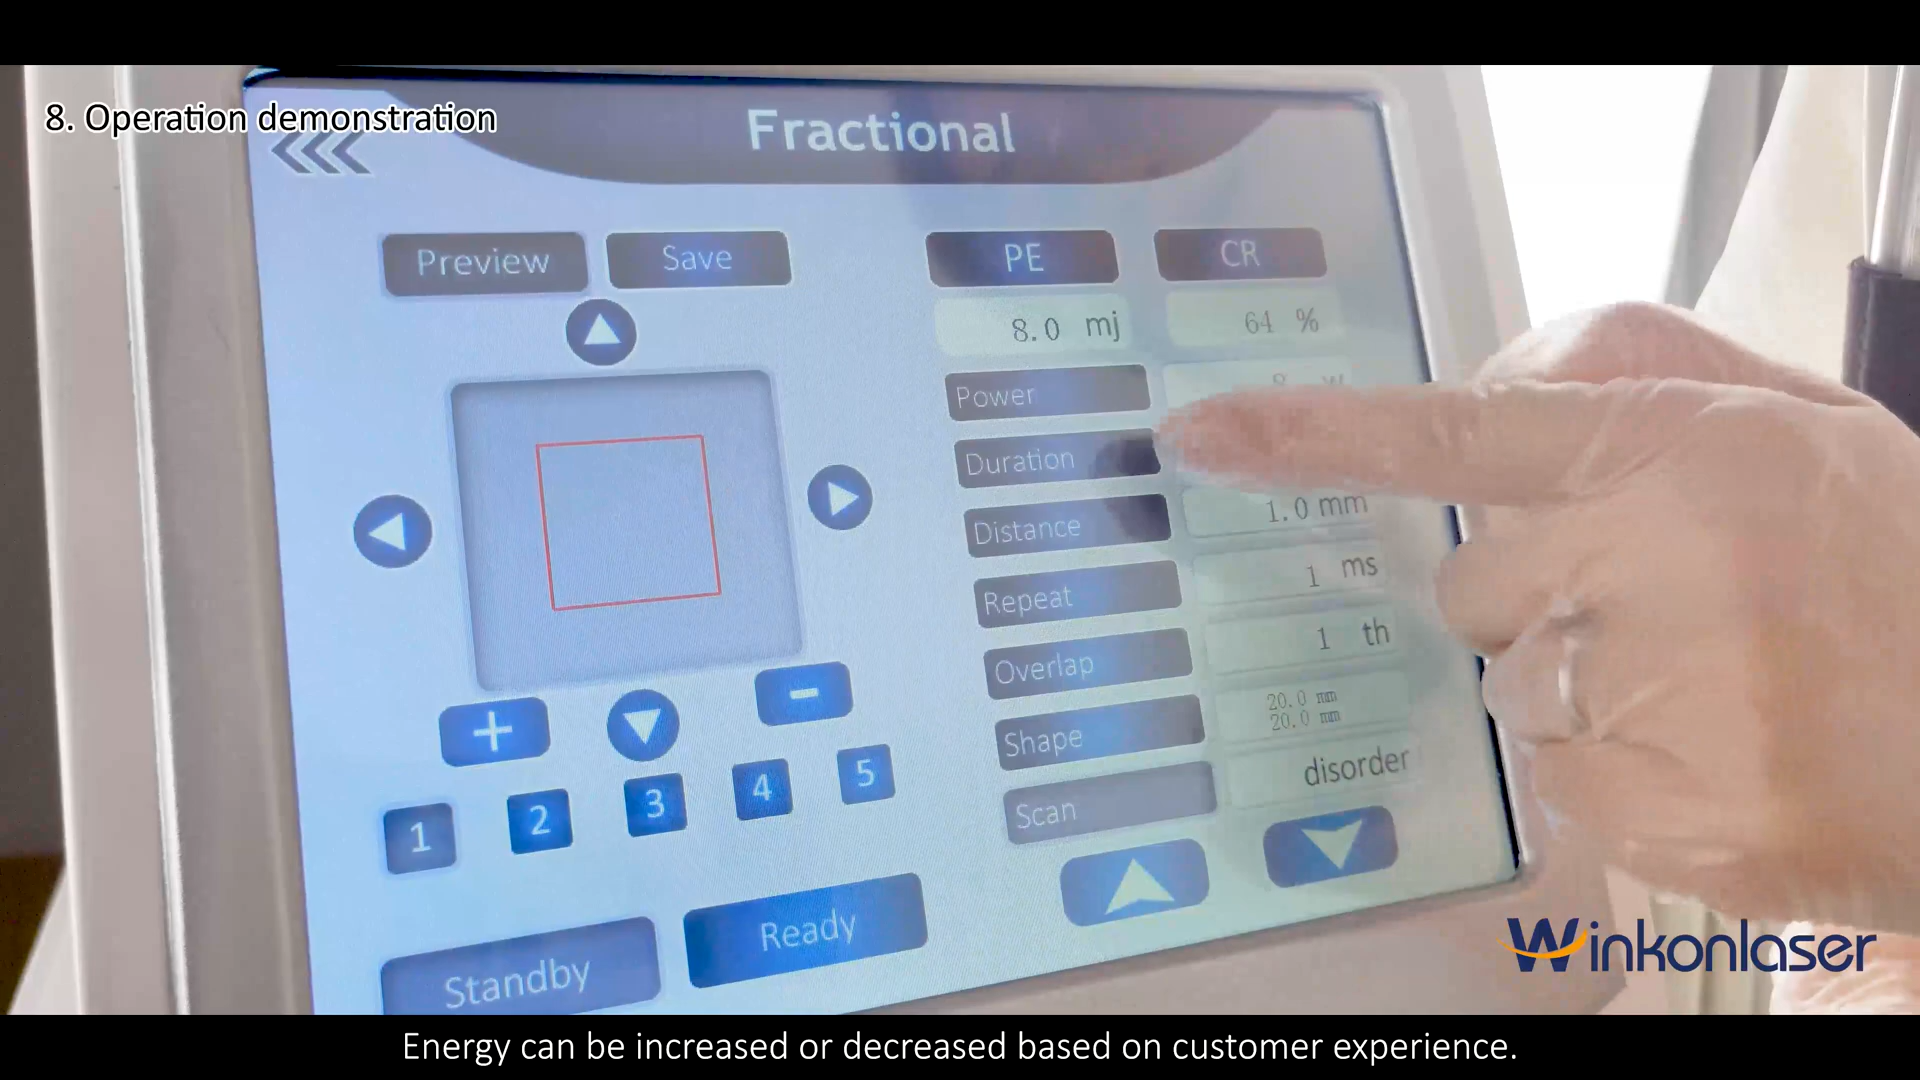 8. Operation demonstration
Fractional
Preview
Save
PE
CR
8.0 mj
64 %
Power
8 w
Duration
Distance
1.0 mm
Repeat
1 ms
Overlap
1 th
Shape
20.0 mm
20.0 mm
Scan
disorder
+
-
1
2
3
4
5
Standby
Ready
Winkonlaser
Energy can be increased or decreased based on customer experience.